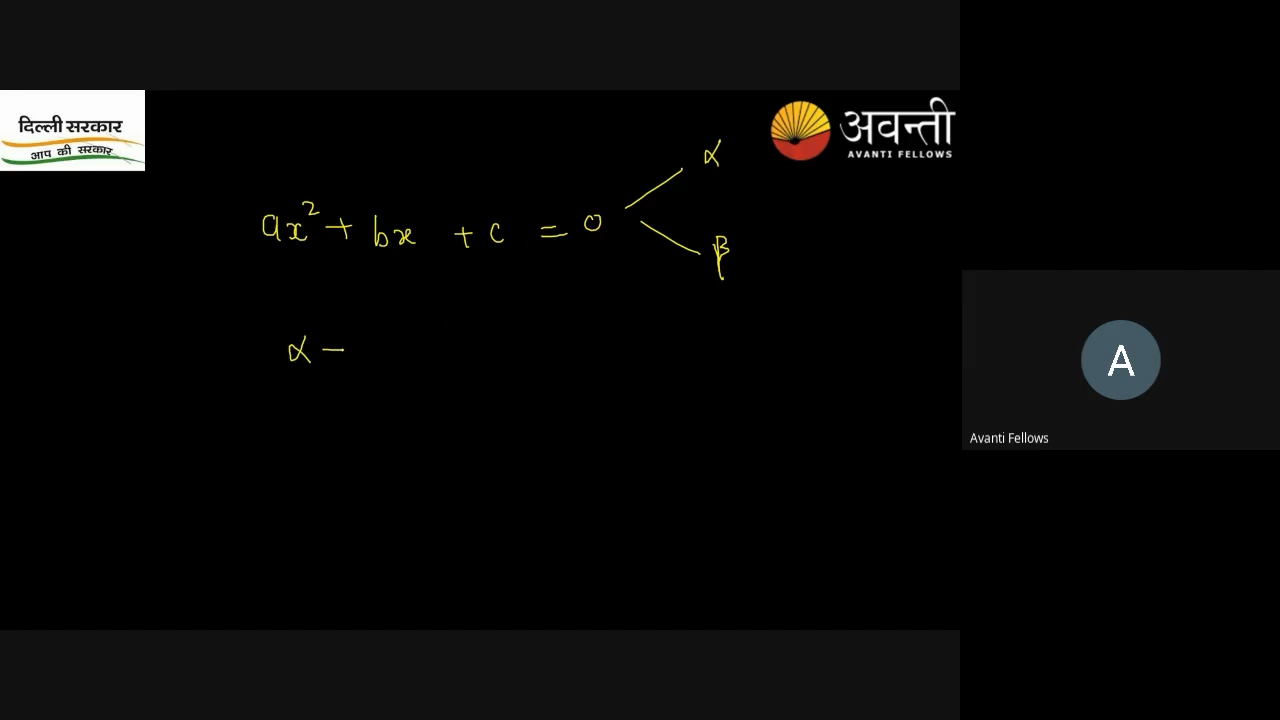 दिल्ली सरकार
आप की सरकार
अवन्ती
AVANTI FELLOWS
α
ax² + bx + c = 0
β
α –
A
Avanti Fellows